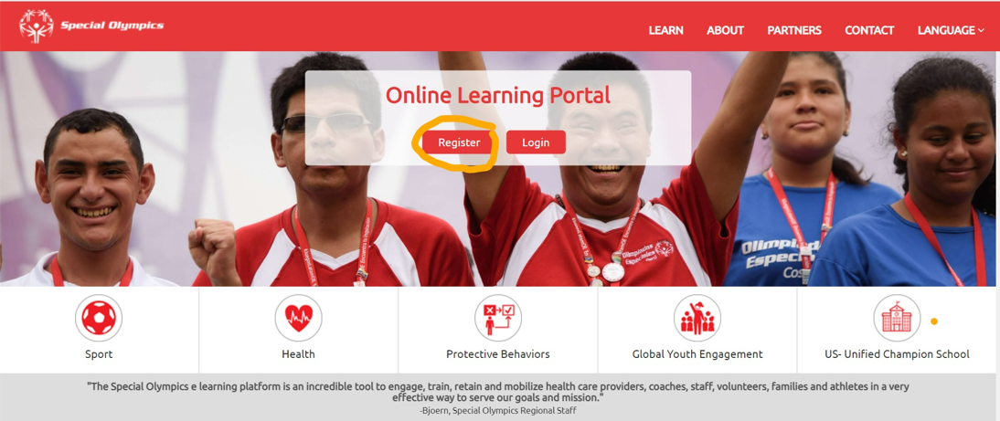 Special Olympics
LEARN ABOUT PARTNERS CONTACT LANGUAGE
Online Learning Portal
Register Login
Olimpiadas
Especiales
Olimpiad
Especia
Cos
Sport Health Protective Behaviors Global Youth Engagement US- Unified Champion School
"The Special Olympics e learning platform is an incredible tool to engage, train, retain and mobilize health care providers, coaches, staff, volunteers, families and athletes in a very
effective way to serve our goals and mission."
-Bjoern, Special Olympics Regional Staff